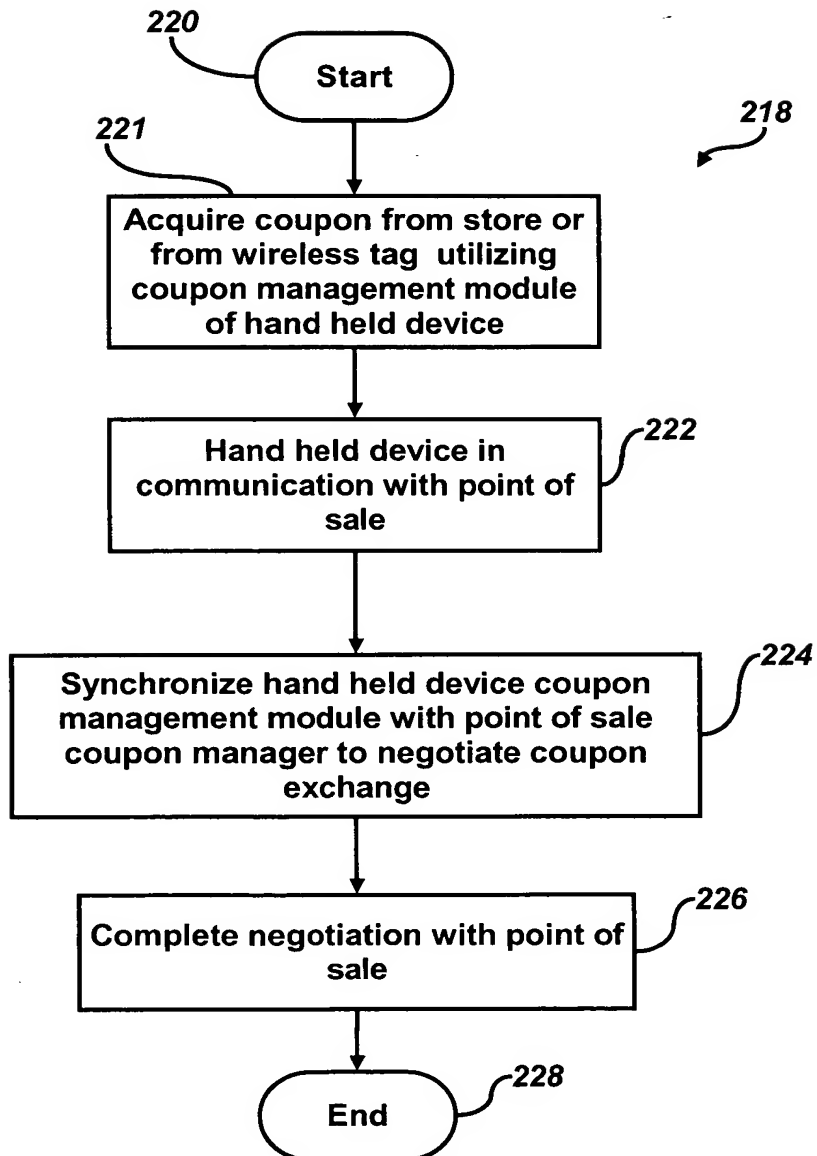 220
Start
218
221
Acquire coupon from store or
from wireless tag utilizing
coupon management module
of hand held device
222
Hand held device in
communication with point of
sale
224
Synchronize hand held device coupon
management module with point of sale
coupon manager to negotiate coupon
exchange
226
Complete negotiation with point of
sale
228
End